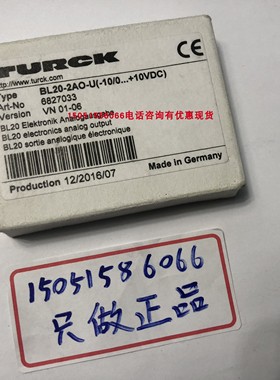 TURCK
http://www.turck.com
Type BL20-2AO-U(-10/0...+10VDC)
Art-No 6827033
Version VN 01-06
15051586066电话咨询有优惠现货
BL20 Elektronik Analogausgabe
BL20 electronics analog output
BL20 sortie analogique électronique
CE
Made in Germany
Production 12/2016/07
15051586066
只做正品